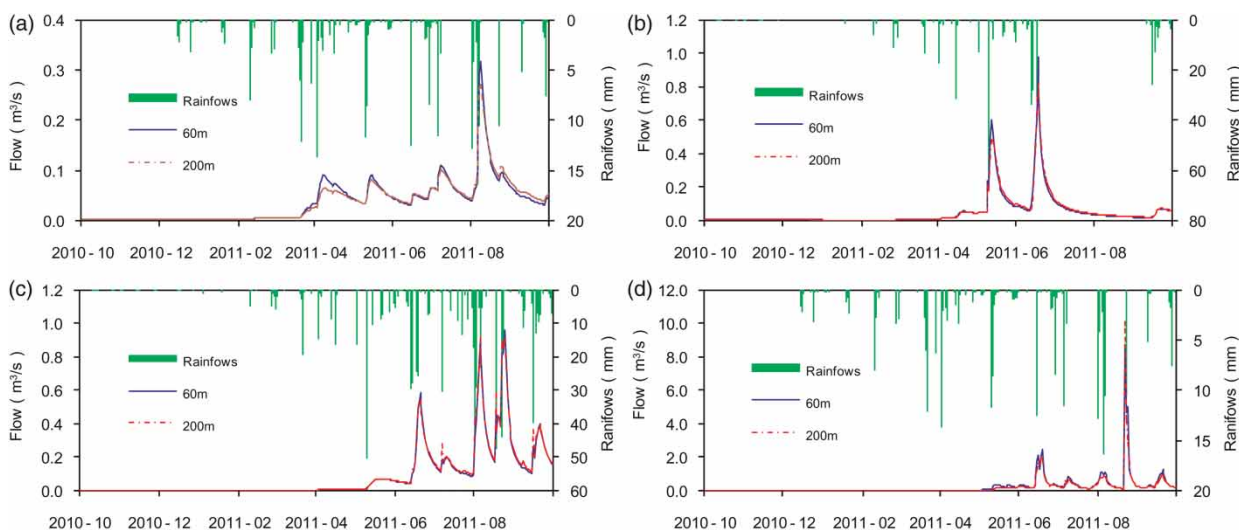 (a)
Flow ( m³/s )
0.4
0.3
0.2
0.1
0.0
Rainfows
60m
200m
0
5
10
15
20
Ranifows ( mm )
2010 - 10
2010 - 12
2011 - 02
2011 - 04
2011 - 06
2011 - 08
(b)
Flow ( m³/s )
1.2
1.0
0.8
0.6
0.4
0.2
0.0
Rainfows
60m
200m
0
20
40
60
80
Ranifows ( mm )
2010 - 10
2010 - 12
2011 - 02
2011 - 04
2011 - 06
2011 - 08
(c)
Flow ( m³/s )
1.2
1.0
0.8
0.6
0.4
0.2
0.0
Rainfows
60m
200m
0
10
20
30
40
50
60
Ranifows ( mm )
2010 - 10
2010 - 12
2011 - 02
2011 - 04
2011 - 06
2011 - 08
(d)
Flow ( m³/s )
12.0
10.0
8.0
6.0
4.0
2.0
0.0
Rainfows
60m
200m
0
5
10
15
20
Ranifows ( mm )
2010 - 10
2010 - 12
2011 - 02
2011 - 04
2011 - 06
2011 - 08